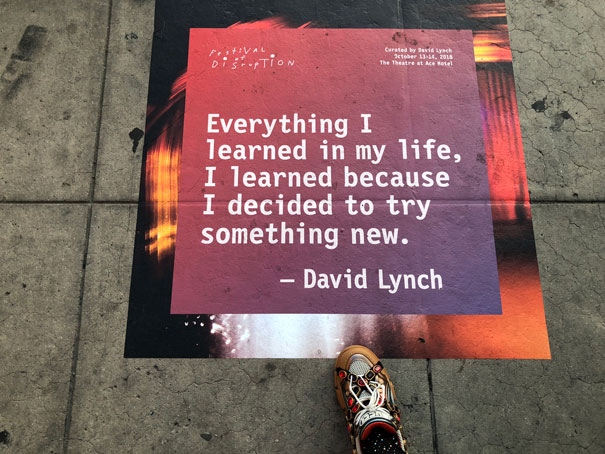 FESTIVAL
of
DISRUPTION
Curated by David Lynch
October 13-14, 2018
The Theatre at Ace Hotel
Everything I
learned in my life,
I learned because
I decided to try
something new.
— David Lynch